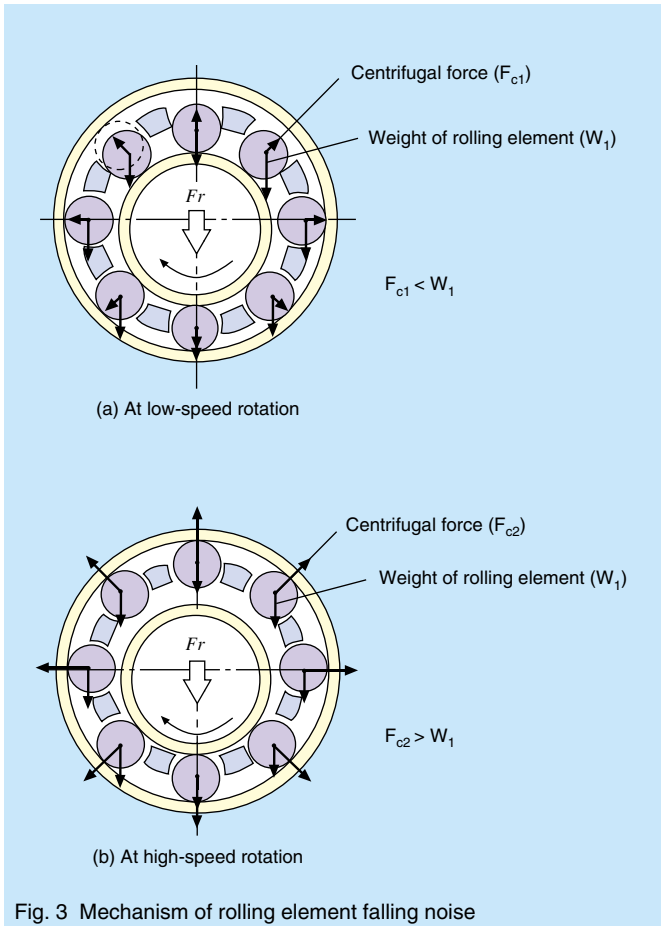 Centrifugal force (Fc1)
Weight of rolling element (W1)
Fr
Fc1 < W1
(a) At low-speed rotation
Centrifugal force (Fc2)
Weight of rolling element (W1)
Fr
Fc2 > W1
(b) At high-speed rotation
Fig. 3 Mechanism of rolling element falling noise